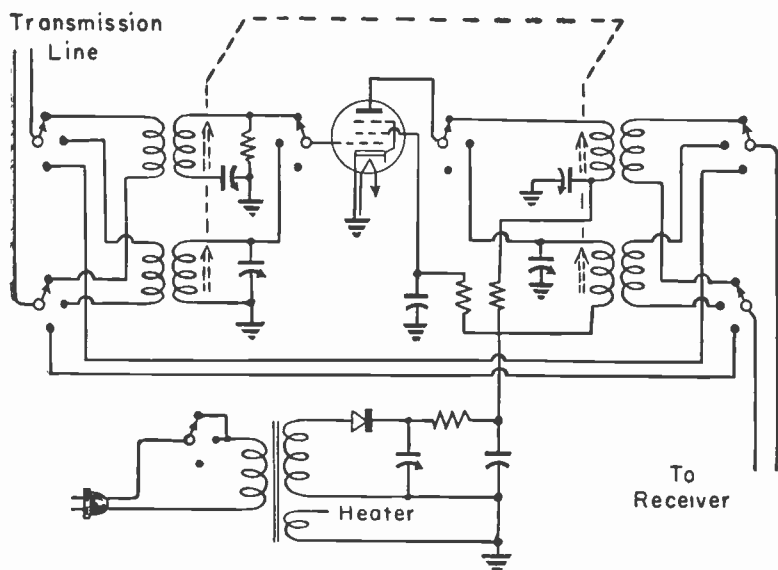 Transmission
Line
Heater
To
Receiver